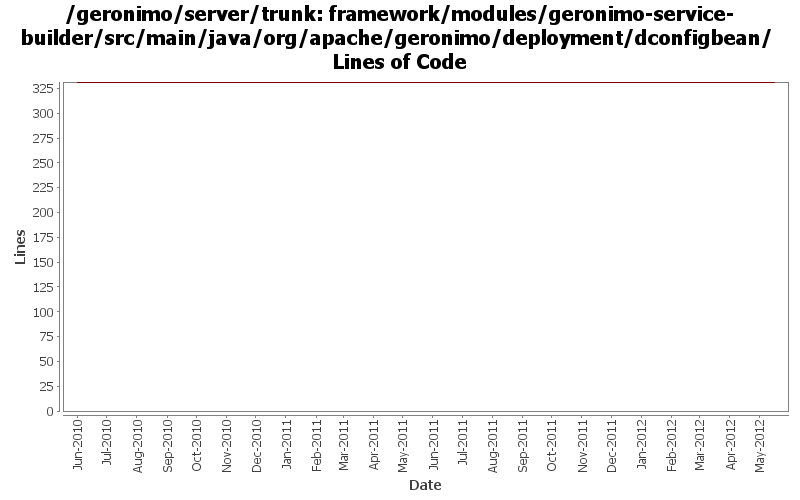 /geronimo/server/trunk: framework/modules/geronimo-service-
builder/src/main/java/org/apache/geronimo/deployment/dconfigbean/
Lines of Code
Lines
325
300
275
250
225
200
175
150
125
100
75
50
25
0
Jun-2010
Jul-2010
Aug-2010
Sep-2010
Oct-2010
Nov-2010
Dec-2010
Jan-2011
Feb-2011
Mar-2011
Apr-2011
May-2011
Jun-2011
Jul-2011
Aug-2011
Sep-2011
Oct-2011
Nov-2011
Dec-2011
Jan-2012
Feb-2012
Mar-2012
Apr-2012
May-2012
Date